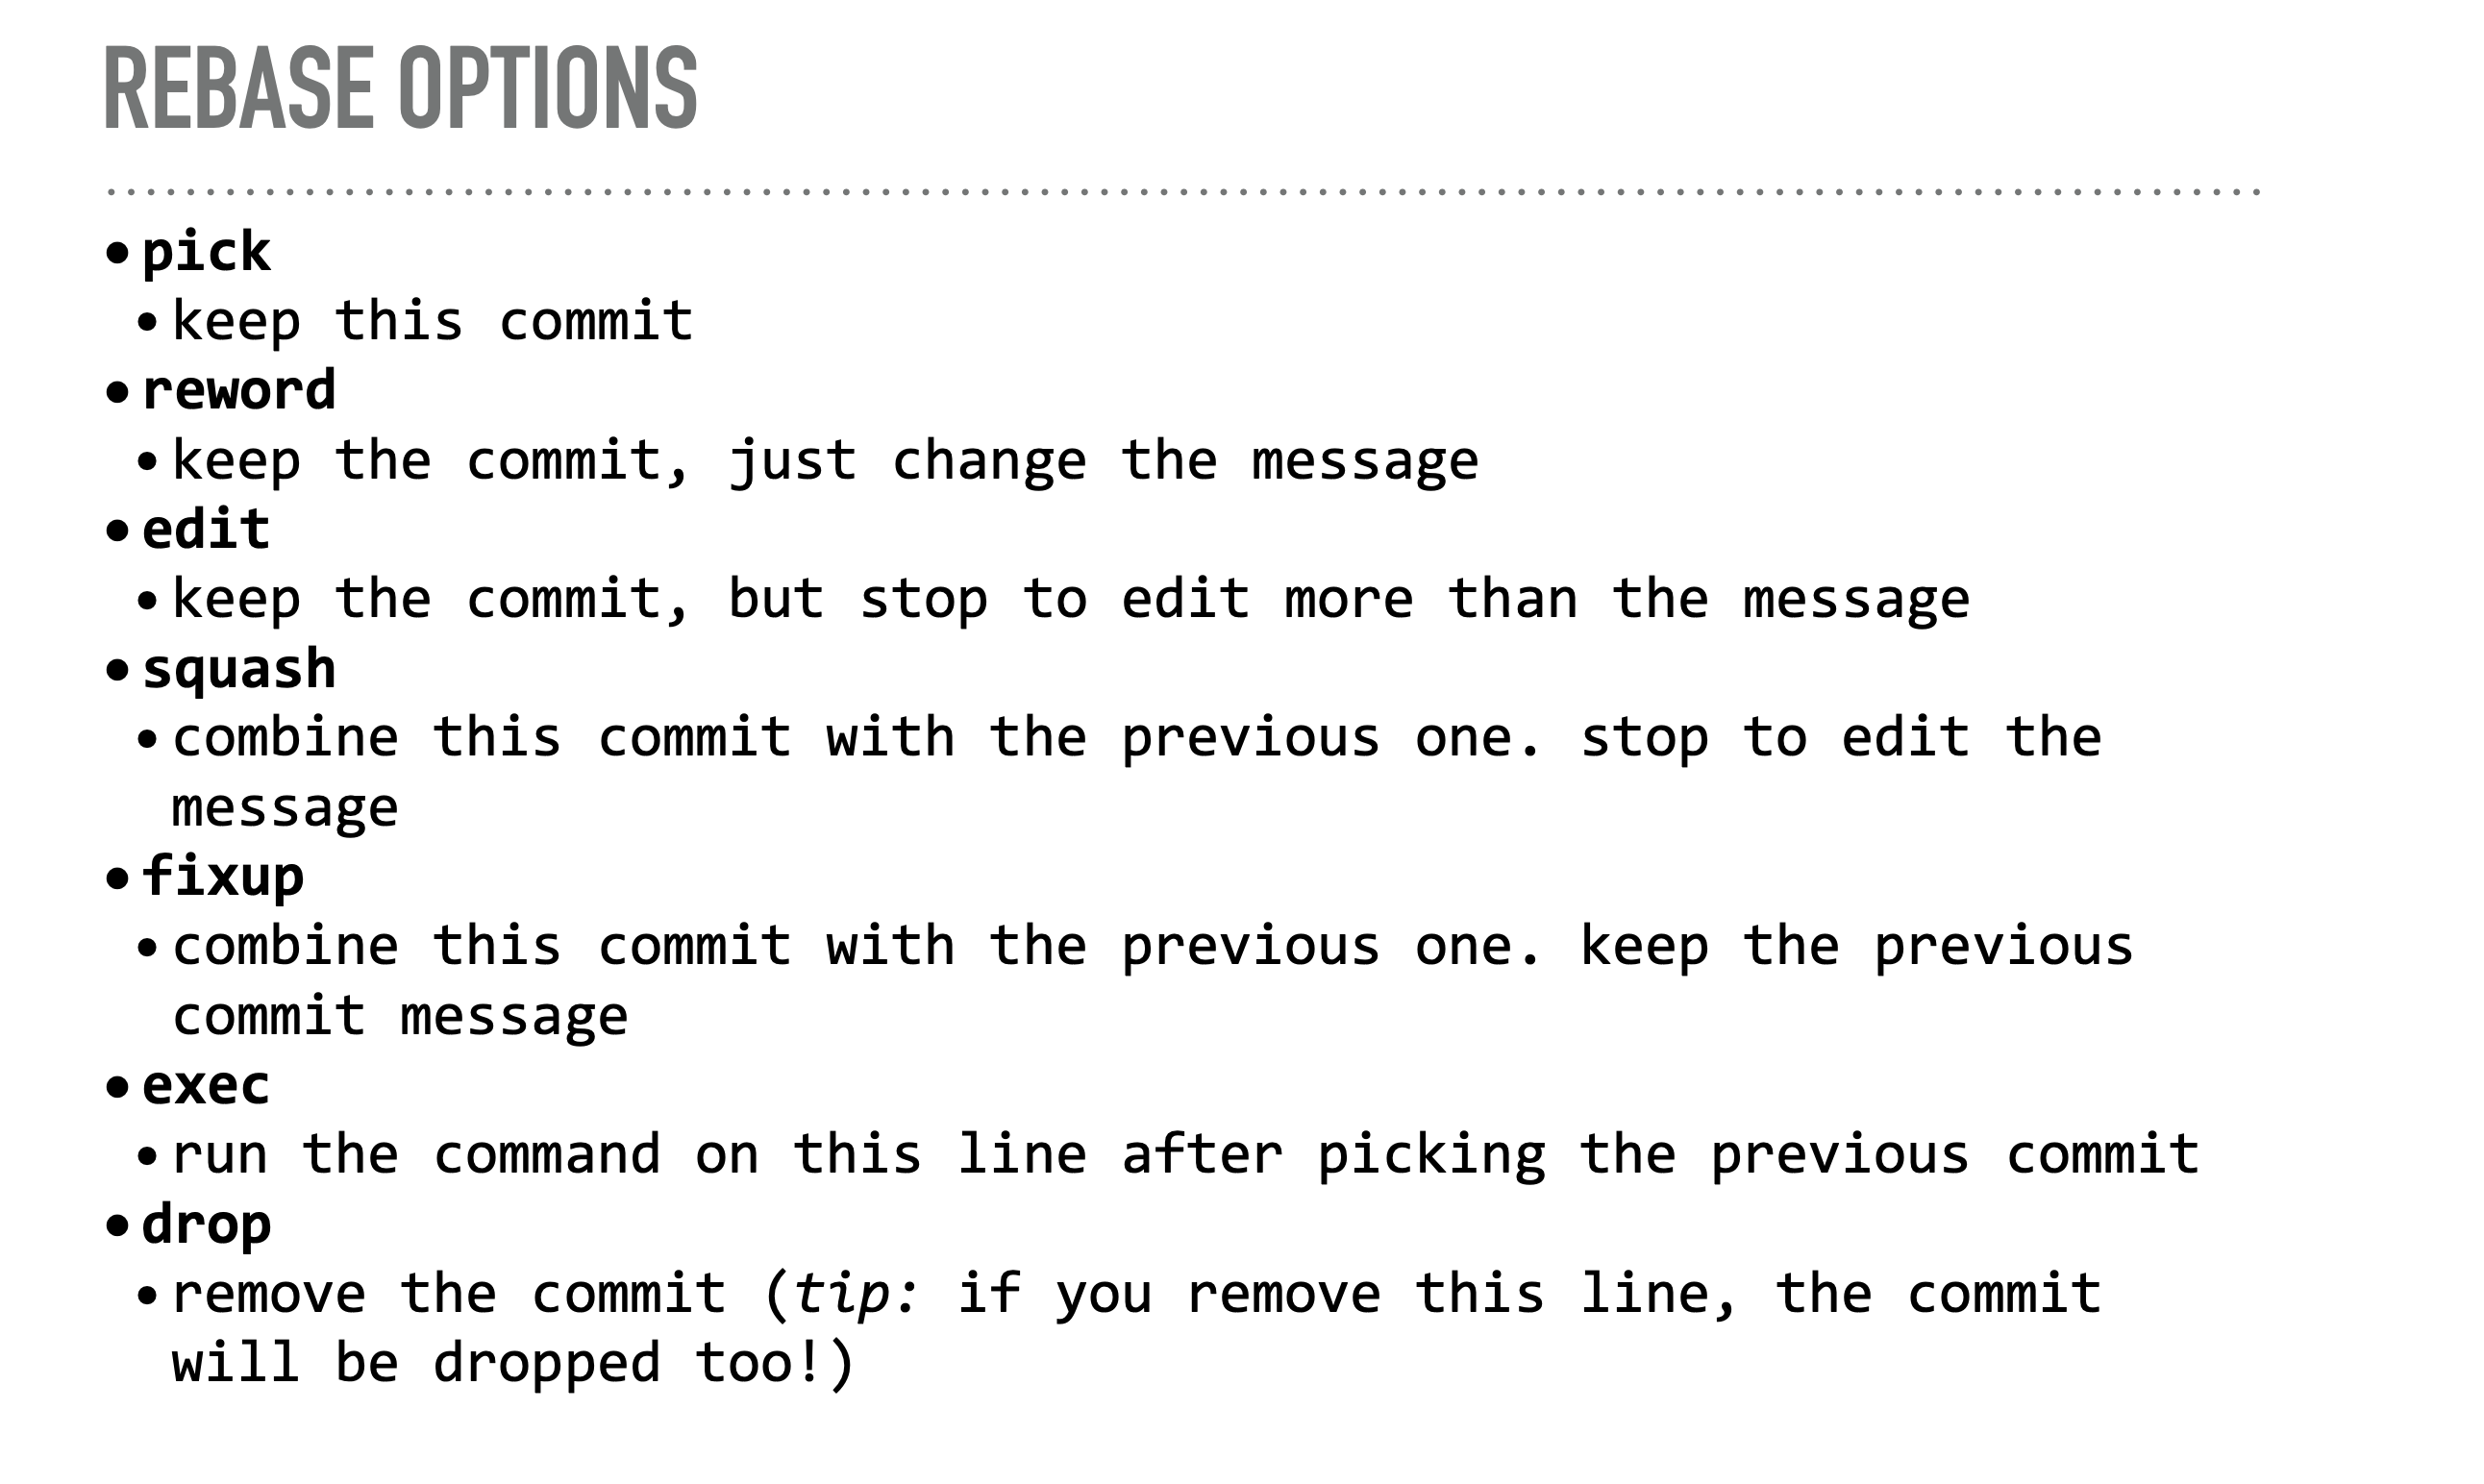 REBASE OPTIONS
• pick
• keep this commit
• reword
• keep the commit, just change the message
• edit
• keep the commit, but stop to edit more than the message
• squash
• combine this commit with the previous one. stop to edit the
message
• fixup
• combine this commit with the previous one. keep the previous
commit message
• exec
• run the command on this line after picking the previous commit
• drop
• remove the commit (tip: if you remove this line, the commit
will be dropped too!)